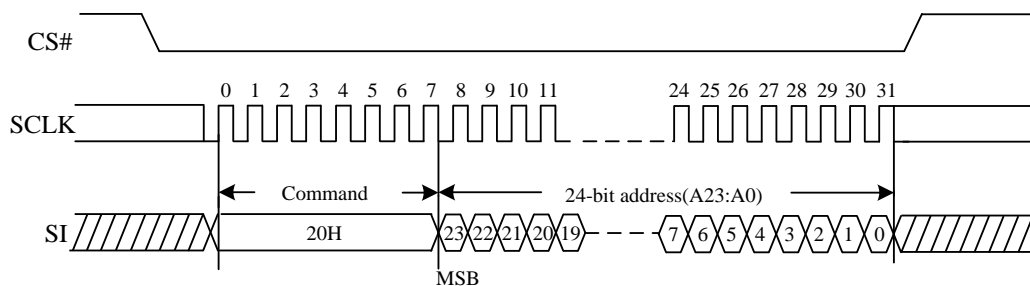 CS#
0 1 2 3 4 5 6 7 8 9 10 11 24 25 26 27 28 29 30 31
SCLK
Command 24-bit address(A23:A0)
SI 20H 23 22 21 20 19 7 6 5 4 3 2 1 0
MSB